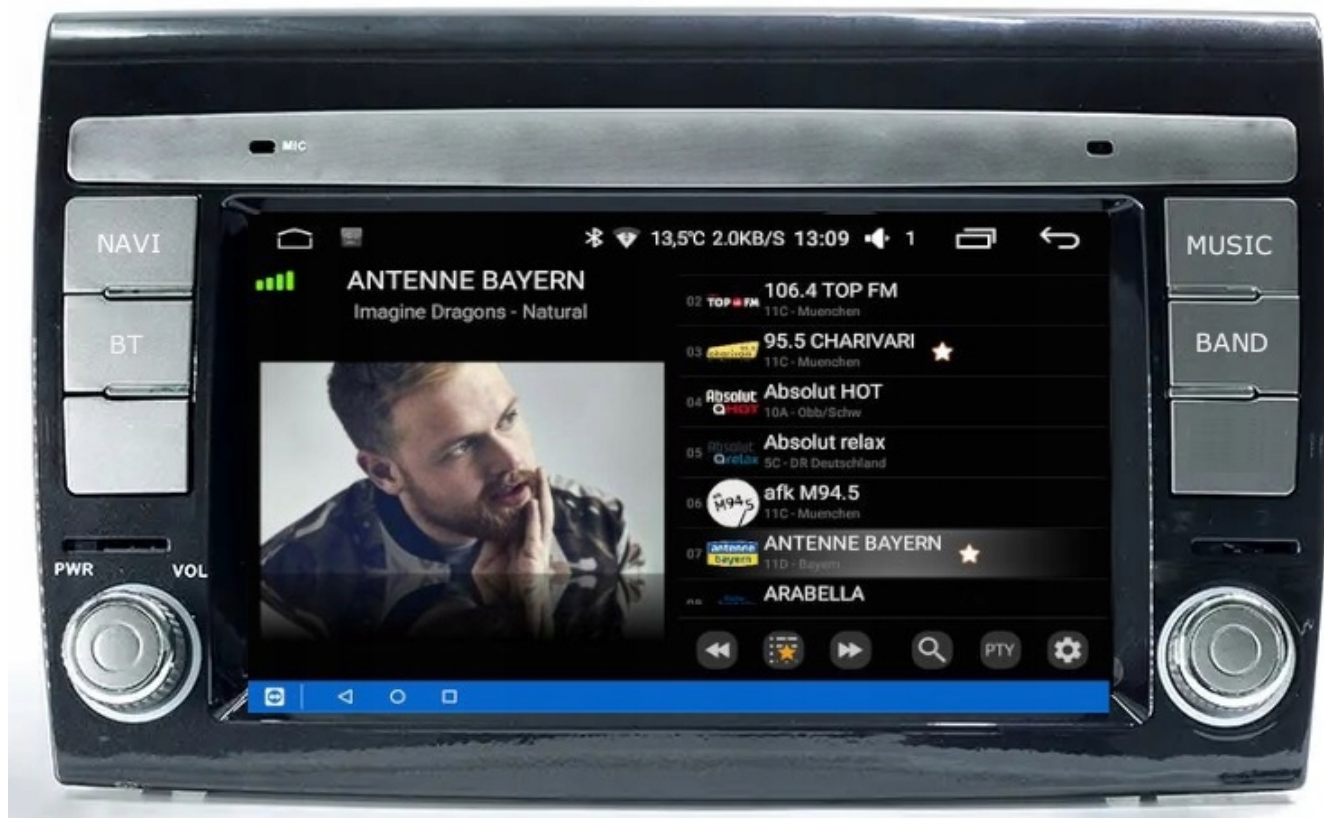 MIC
NAVI
BT
PWR
VOL
MUSIC
BAND
13,5°C 2.0KB/S 13:09 1
ANTENNE BAYERN
Imagine Dragons - Natural
02 TOP FM 106.4 TOP FM
11C - Muenchen
03 charivari 95.5 CHARIVARI
11C - Muenchen
04 Absolut HOT Absolut HOT
10A - Obb/Schw
05 Absolut relax Absolut relax
5C - DR Deutschland
06 M94.5 afk M94.5
11C - Muenchen
07 antenne bayern ANTENNE BAYERN
11D - Bayern
ARABELLA
PTY